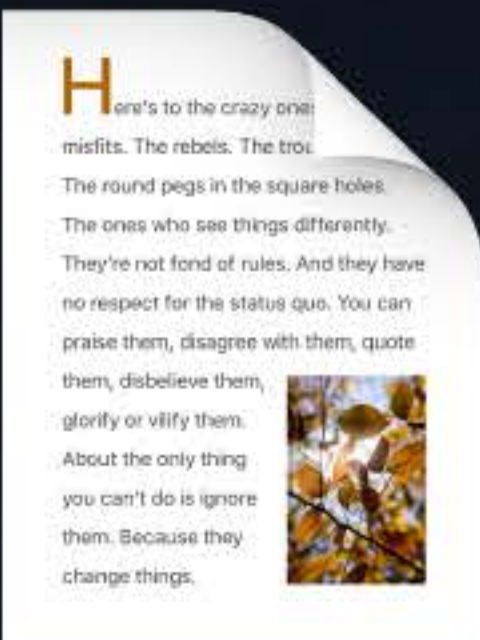 Here's to the crazy ones
misfits. The rebels. The trou
The round pegs in the square holes.
The ones who see things differently.
They're not fond of rules. And they have
no respect for the status quo. You can
praise them, disagree with them, quote
them, disbelieve them,
glorify or vilify them.
About the only thing
you can't do is ignore
them. Because they
change things.